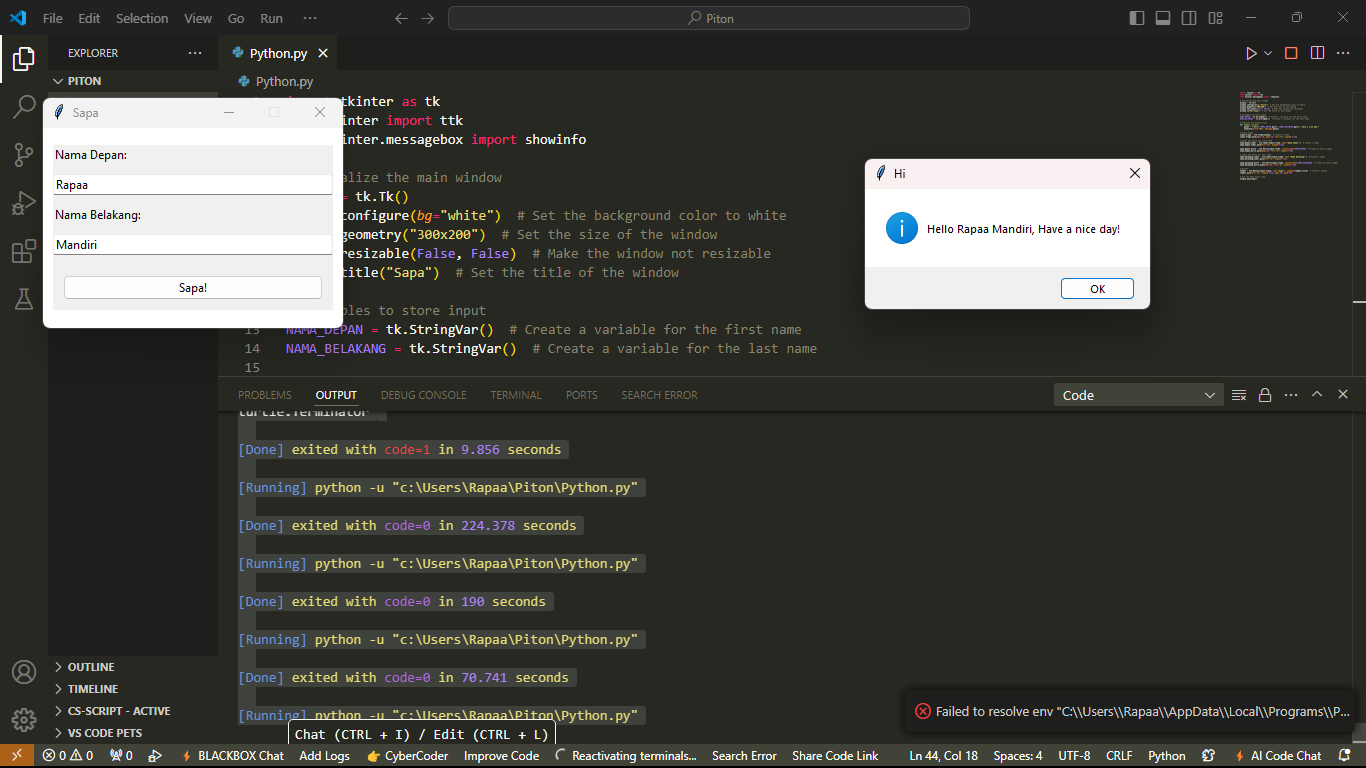 File Edit Selection View Go Run ···
Piton
EXPLORER
PITON
Python.py
Python.py
Sapa
Nama Depan:
Rapaa
Nama Belakang:
Mandiri
Sapa!
tkinter as tk
inter import ttk
inter.messagebox import showinfo
alize the main window
= tk.Tk()
configure(bg="white")  # Set the background color to white
geometry("300x200")  # Set the size of the window
resizable(False, False)  # Make the window not resizable
title("Sapa")  # Set the title of the window
bles to store input
13 NAMA_DEPAN = tk.StringVar()  # Create a variable for the first name
14 NAMA_BELAKANG = tk.StringVar()  # Create a variable for the last name
15
Hi
Hello Rapaa Mandiri, Have a nice day!
OK
PROBLEMS OUTPUT DEBUG CONSOLE TERMINAL PORTS SEARCH ERROR
Code
turtle.Terminator
[Done] exited with code=1 in 9.856 seconds
[Running] python -u "c:\Users\Rapaa\Piton\Python.py"
[Done] exited with code=0 in 224.378 seconds
[Running] python -u "c:\Users\Rapaa\Piton\Python.py"
[Done] exited with code=0 in 190 seconds
[Running] python -u "c:\Users\Rapaa\Piton\Python.py"
[Done] exited with code=0 in 70.741 seconds
[Running] python -u "c:\Users\Rapaa\Piton\Python.py"
Chat (CTRL + I) / Edit (CTRL + L)
OUTLINE
TIMELINE
CS-SCRIPT - ACTIVE
VS CODE PETS
Failed to resolve env "C:\\Users\\Rapaa\\AppData\\Local\\Programs\\P...
0 0 0 BLACKBOX Chat Add Logs CyberCoder Improve Code Reactivating terminals... Search Error Share Code Link Ln 44, Col 18 Spaces: 4 UTF-8 CRLF Python AI Code Chat